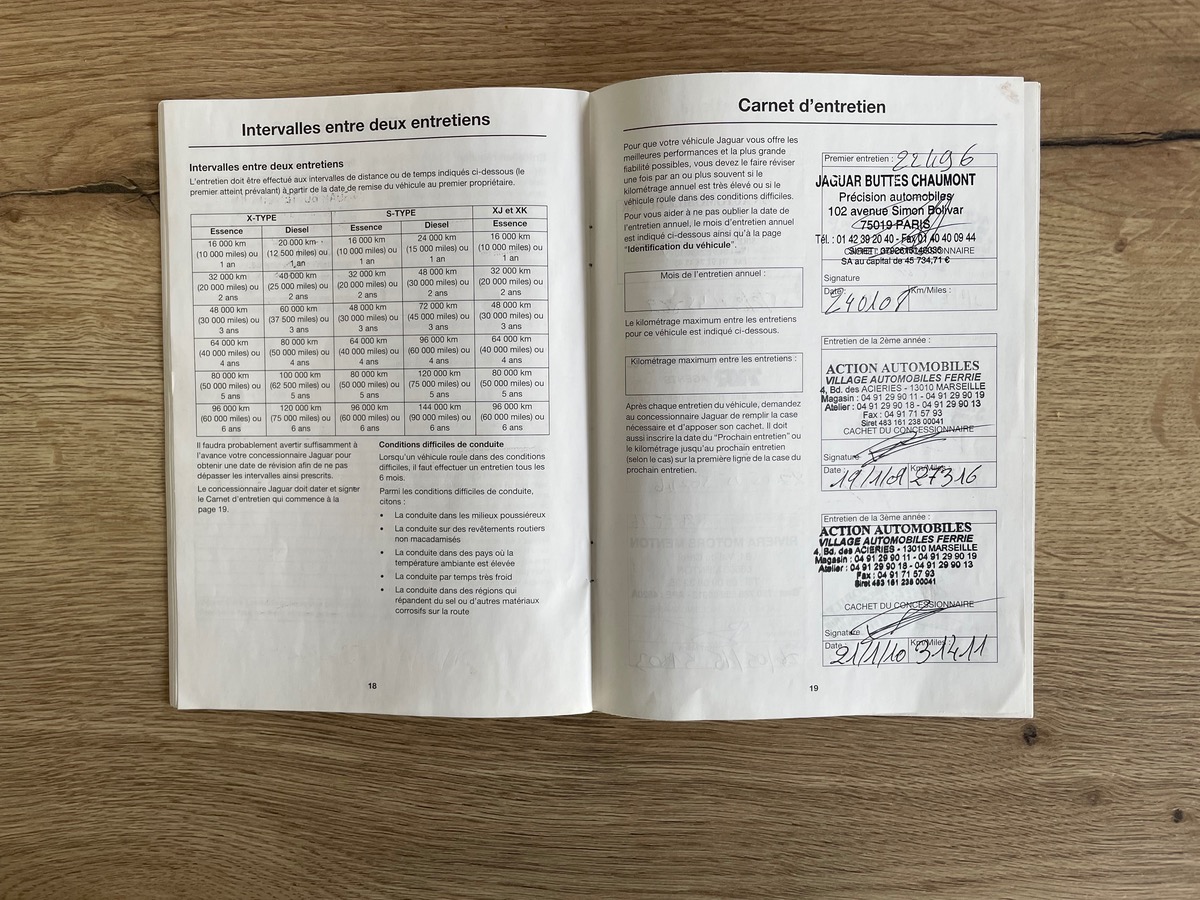 Intervalles entre deux entretiens
Intervalles entre deux entretiens
L'entretien doit être effectué aux intervalles de distance ou de temps indiqués ci-dessous (le
premier atteint prévalant) à partir de la date de remise du véhicule au premier propriétaire.
X-TYPE S-TYPE XJ et XK
Essence Diesel Essence Diesel Essence
16 000 km 20 000 km 16 000 km 24 000 km 16 000 km
(10 000 miles) ou (12 500 miles) ou (10 000 miles) ou (15 000 miles) ou (10 000 miles) ou
1 an 1 an 1 an 1 an 1 an
32 000 km 40 000 km 32 000 km 48 000 km 32 000 km
(20 000 miles) ou (25 000 miles) ou (20 000 miles) ou (30 000 miles) ou (20 000 miles) ou
2 ans 2 ans 2 ans 2 ans 2 ans
48 000 km 60 000 km 48 000 km 72 000 km 48 000 km
(30 000 miles) ou (37 500 miles) ou (30 000 miles) ou (45 000 miles) ou (30 000 miles) ou
3 ans 3 ans 3 ans 3 ans 3 ans
64 000 km 80 000 km 64 000 km 96 000 km 64 000 km
(40 000 miles) ou (50 000 miles) ou (40 000 miles) ou (60 000 miles) ou (40 000 miles) ou
4 ans 4 ans 4 ans 4 ans 4 ans
80 000 km 100 000 km 80 000 km 120 000 km 80 000 km
(50 000 miles) ou (62 500 miles) ou (50 000 miles) ou (75 000 miles) ou (50 000 miles) ou
5 ans 5 ans 5 ans 5 ans 5 ans
96 000 km 120 000 km 96 000 km 144 000 km 96 000 km
(60 000 miles) ou (75 000 miles) ou (60 000 miles) ou (90 000 miles) ou (60 000 miles) ou
6 ans 6 ans 6 ans 6 ans 6 ans
Il faudra probablement avertir suffisamment à
l'avance votre concessionnaire Jaguar pour
obtenir une date de révision afin de ne pas
dépasser les intervalles ainsi prescrits.
Le concessionnaire Jaguar doit dater et signer
le Carnet d'entretien qui commence à la
page 19.
Conditions difficiles de conduite
Lorsqu'un véhicule roule dans des conditions
difficiles, il faut effectuer un entretien tous les
6 mois.
Parmi les conditions difficiles de conduite,
citons :
• La conduite dans les milieux poussiéreux
• La conduite sur des revêtements routiers
non macadamisés
• La conduite dans des pays où la
température ambiante est élevée
• La conduite par temps très froid
• La conduite dans des régions qui
répandent du sel ou d'autres matériaux
corrosifs sur la route
18
Carnet d'entretien
Pour que votre véhicule Jaguar vous offre les
meilleures performances et la plus grande
fiabilité possibles, vous devez le faire réviser
une fois par an ou plus souvent si le
kilométrage annuel est très élevé ou si le
véhicule roule dans des conditions difficiles.
Pour vous aider à ne pas oublier la date de
l'entretien annuel, le mois d'entretien annuel
est indiqué ci-dessous ainsi qu'à la page
"Identification du véhicule".
Mois de l'entretien annuel :
Le kilométrage maximum entre les entretiens
pour ce véhicule est indiqué ci-dessous.
Kilométrage maximum entre les entretiens :
Après chaque entretien du véhicule, demandez
au concessionnaire Jaguar de remplir la case
nécessaire et d'apposer son cachet. Il doit
aussi inscrire la date du "Prochain entretien" ou
le kilométrage jusqu'au prochain entretien
(selon le cas) sur la première ligne de la case du
prochain entretien.
Premier entretien : 22496
JAGUAR BUTTES CHAUMONT
Précision automobiles
102 avenue Simon Bolivar
75019 PARIS
Tél. : 01 42 39 20 40 - Fax 01 40 40 09 44
SA au capital de 45 734,71 €
Signature
Date : Km/Miles :
240108
Entretien de la 2ème année :
ACTION AUTOMOBILES
VILLAGE AUTOMOBILES FERRIE
4, Bd. des ACIERIES - 13010 MARSEILLE
Magasin : 04 91 29 90 11 - 04 91 29 90 19
Atelier : 04 91 29 90 18 - 04 91 29 90 13
Fax : 04 91 71 57 93
Siret 483 161 238 00041
CACHET DU CONCESSIONNAIRE
Signature
Date : 19/1/09 Km/Miles : 27316
Entretien de la 3ème année :
ACTION AUTOMOBILES
VILLAGE AUTOMOBILES FERRIE
4, Bd. des ACIERIES - 13010 MARSEILLE
Magasin : 04 91 29 90 11 - 04 91 29 90 19
Atelier : 04 91 29 90 18 - 04 91 29 90 13
Fax : 04 91 71 57 93
Siret 483 161 238 00041
CACHET DU CONCESSIONNAIRE
Signature
Date : 21/1/10 Km/Miles : 31411
19